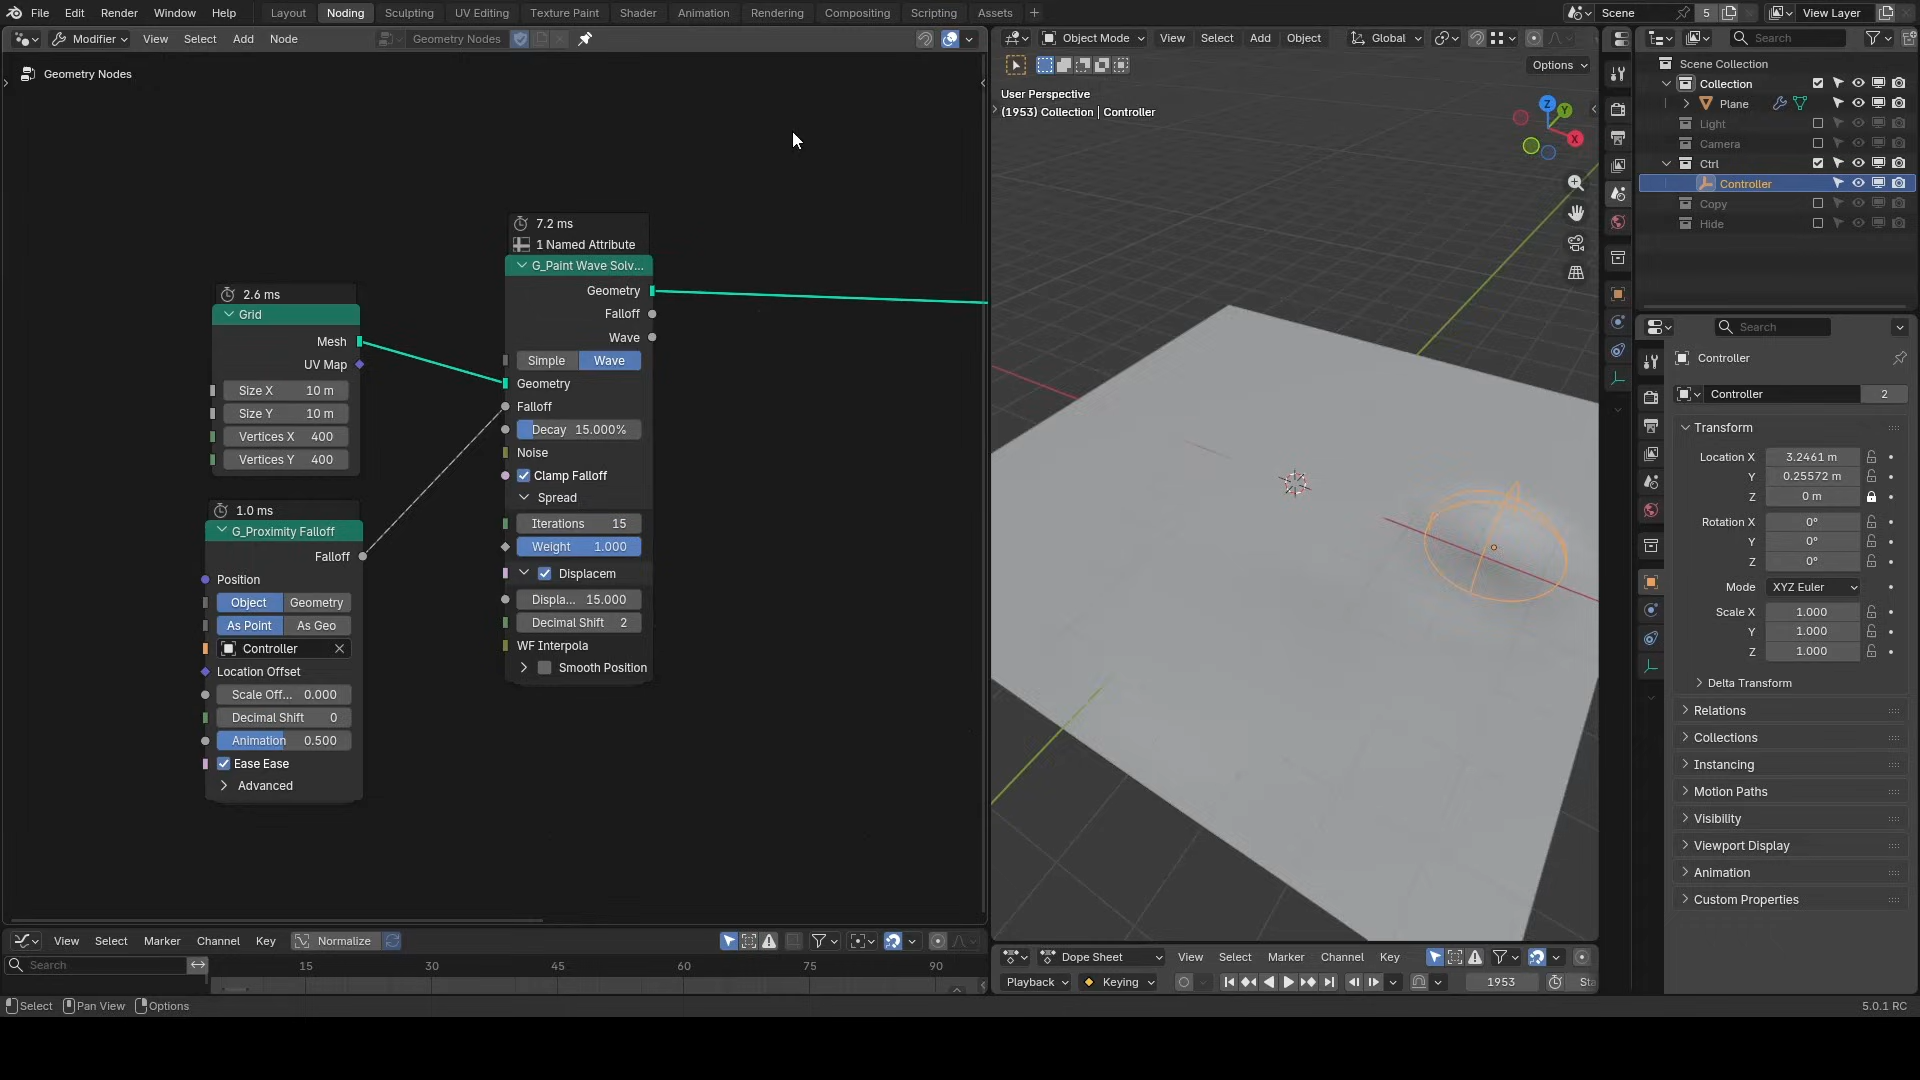 File Edit Render Window Help Layout Noding Sculpting UV Editing Texture Paint Shader Animation Rendering Compositing Scripting Assets + Scene 5 View Layer
Modifier View Select Add Node Geometry Nodes
Object Mode View Select Add Object Global
Search
Geometry Nodes
Options
User Perspective
(1953) Collection | Controller
Z Y X
7.2 ms
1 Named Attribute
G_Paint Wave Solv...
Geometry
Falloff
Wave
Simple Wave
Geometry
Falloff
Decay 15.000%
Noise
Clamp Falloff
Spread
Iterations 15
Weight 1.000
Displacem
Displa... 15.000
Decimal Shift 2
WF Interpola
Smooth Position
2.6 ms
Grid
Mesh
UV Map
Size X 10 m
Size Y 10 m
Vertices X 400
Vertices Y 400
1.0 ms
G_Proximity Falloff
Falloff
Position
Object Geometry
As Point As Geo
Controller
Location Offset
Scale Off... 0.000
Decimal Shift 0
Animation 0.500
Ease Ease
Advanced
Scene Collection
Collection
Plane
Light
Camera
Ctrl
Controller
Copy
Hide
Search
Controller
Controller 2
Transform
Location X 3.2461 m
Y 0.25572 m
Z 0 m
Rotation X 0°
Y 0°
Z 0°
Mode XYZ Euler
Scale X 1.000
Y 1.000
Z 1.000
Delta Transform
Relations
Collections
Instancing
Motion Paths
Visibility
Viewport Display
Animation
Custom Properties
View Select Marker Channel Key Normalize
Search 15 30 45 60 75 90
Dope Sheet View Select Marker Channel Key
Playback Keying 1953 Sta
Select Pan View Options 5.0.1 RC